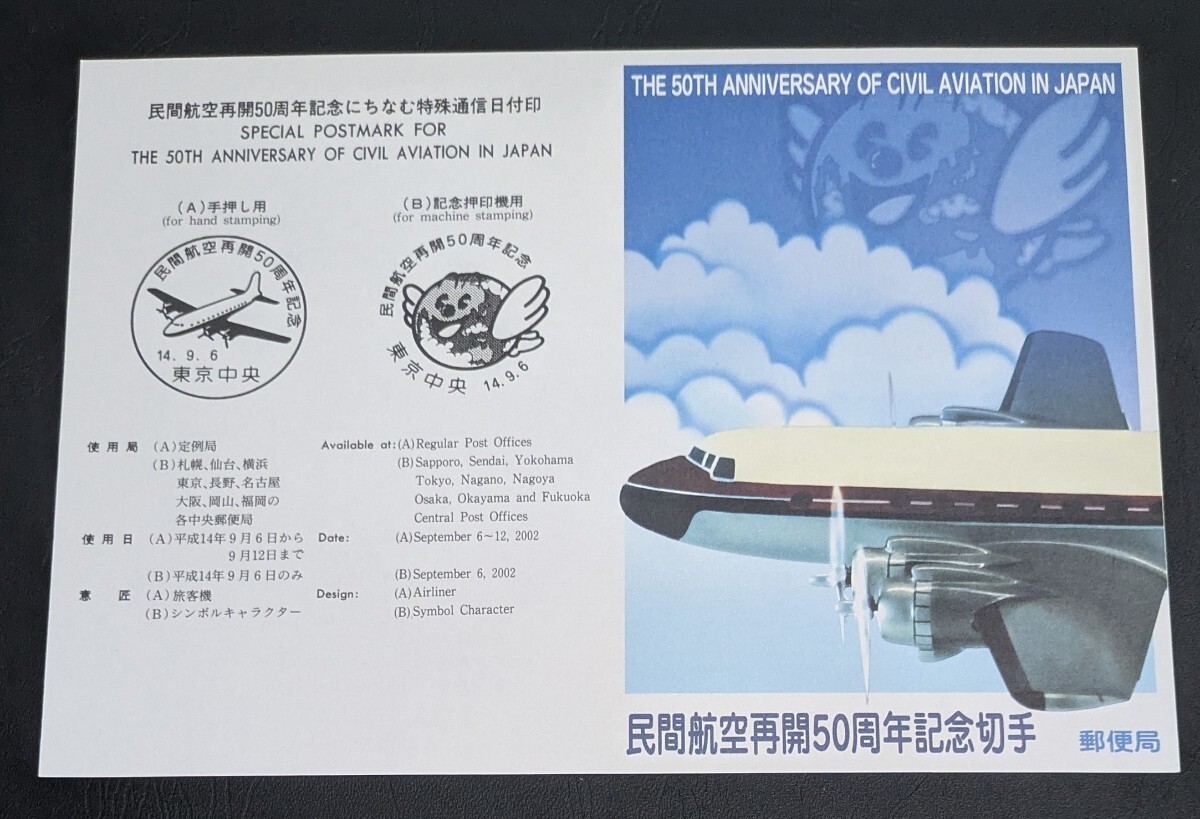 民間航空再開50周年記念にちなむ特殊通信日付印
SPECIAL POSTMARK FOR
THE 50TH ANNIVERSARY OF CIVIL AVIATION IN JAPAN
(A)手押し用
(for hand stamping)
民間航空再開50周年記念
14.9.6
東京中央
(B)記念押印機用
(for machine stamping)
民間航空再開50周年記念
東京中央 14.9.6
使用局 (A)定例局
(B)札幌、仙台、横浜
東京、長野、名古屋
大阪、岡山、福岡の
各中央郵便局
使用日 (A)平成14年9月6日から
9月12日まで
(B)平成14年9月6日のみ
意匠 (A)旅客機
(B)シンボルキャラクター
Available at: (A)Regular Post Offices
(B)Sapporo, Sendai, Yokohama
Tokyo, Nagano, Nagoya
Osaka, Okayama and Fukuoka
Central Post Offices
Date: (A)September 6~12, 2002
(B)September 6, 2002
Design: (A)Airliner
(B)Symbol Character
THE 50TH ANNIVERSARY OF CIVIL AVIATION IN JAPAN
民間航空再開50周年記念切手
郵便局